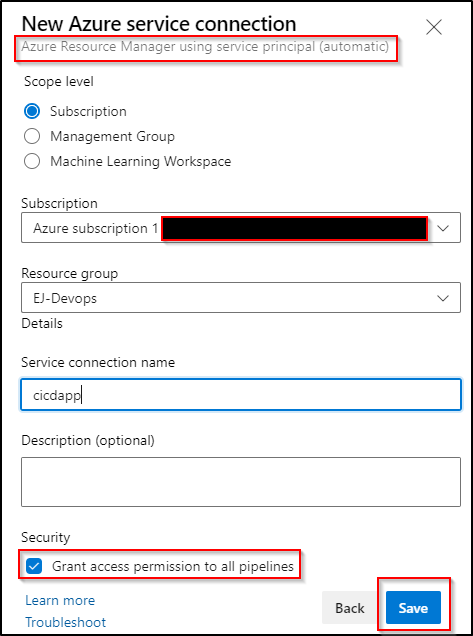 New Azure service connection
Azure Resource Manager using service principal (automatic)
Scope level
Subscription
Management Group
Machine Learning Workspace
Subscription
Azure subscription 1
Resource group
EJ-Devops
Details
Service connection name
cicdapp
Description (optional)
Security
Grant access permission to all pipelines
Learn more
Troubleshoot
Back
Save